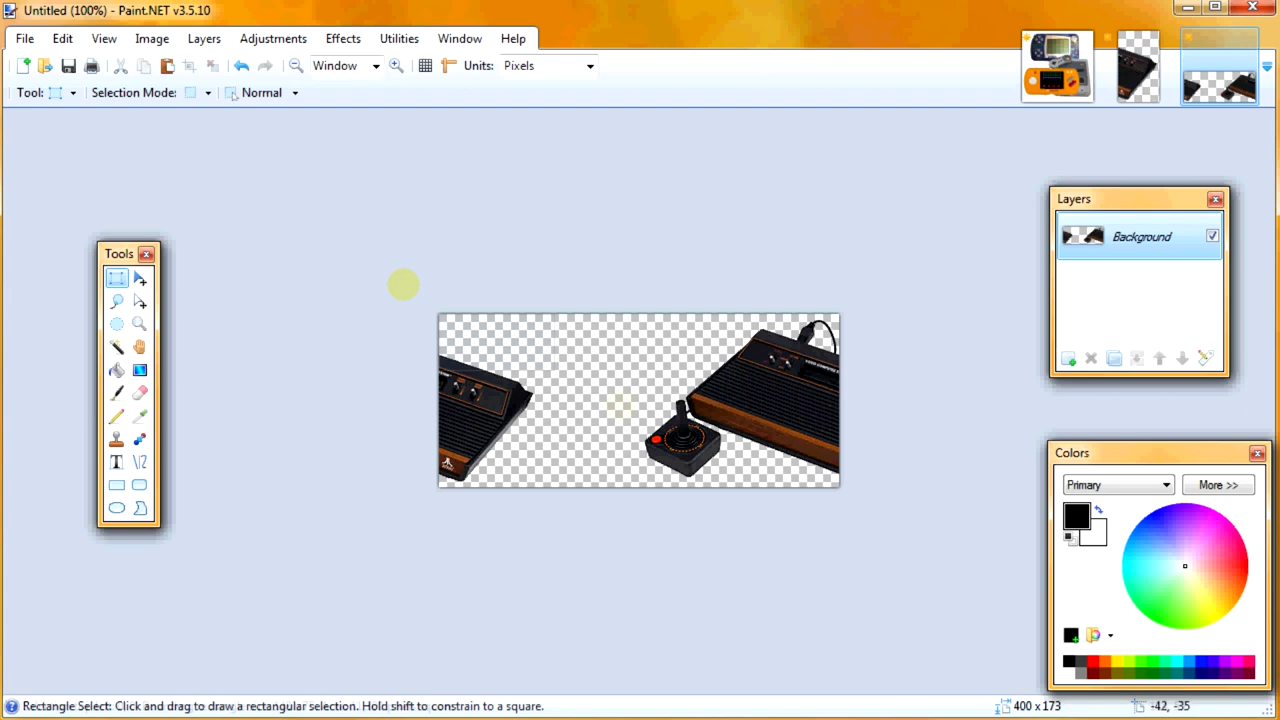 Untitled (100%) - Paint.NET v3.5.10
File Edit View Image Layers Adjustments Effects Utilities Window Help
Window Units: Pixels
Tool: Selection Mode: Normal
Layers
Background
Tools
Colors
Primary More >>
Rectangle Select: Click and drag to draw a rectangular selection. Hold shift to constrain to a square. 400 x 173 -42, -35